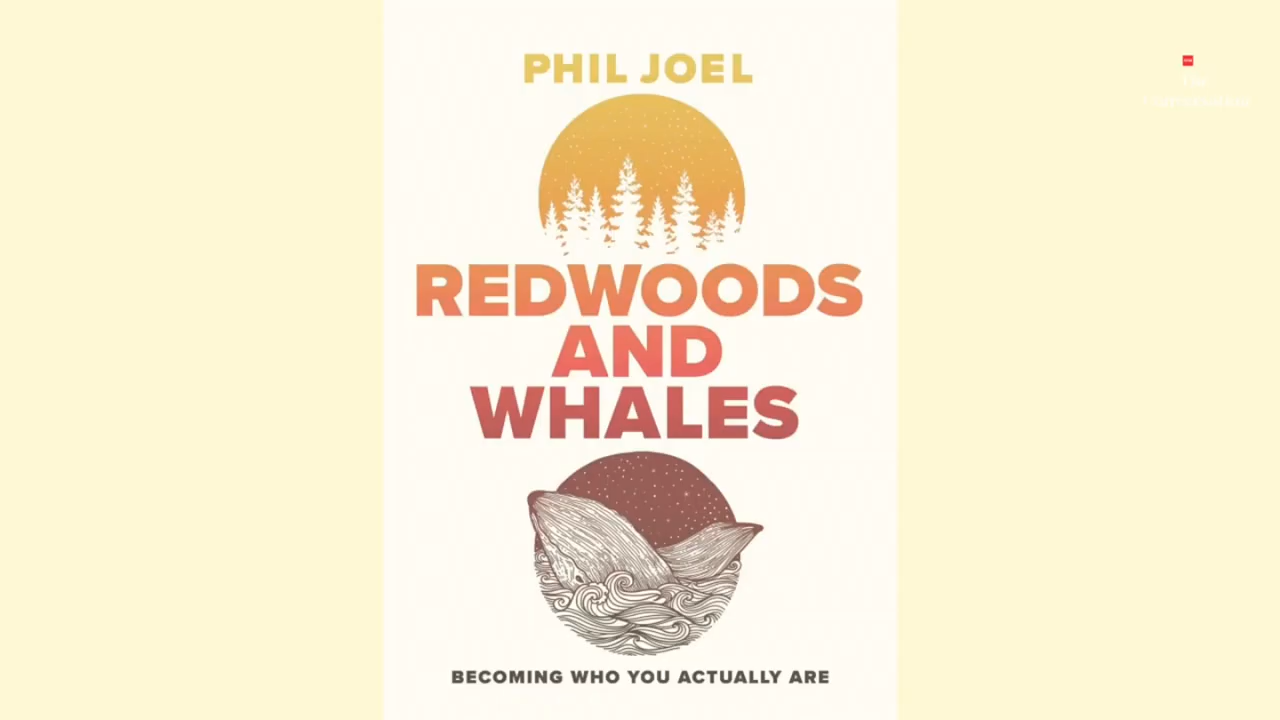 PHIL JOEL
REDWOODS
AND
WHALES
BECOMING WHO YOU ACTUALLY ARE